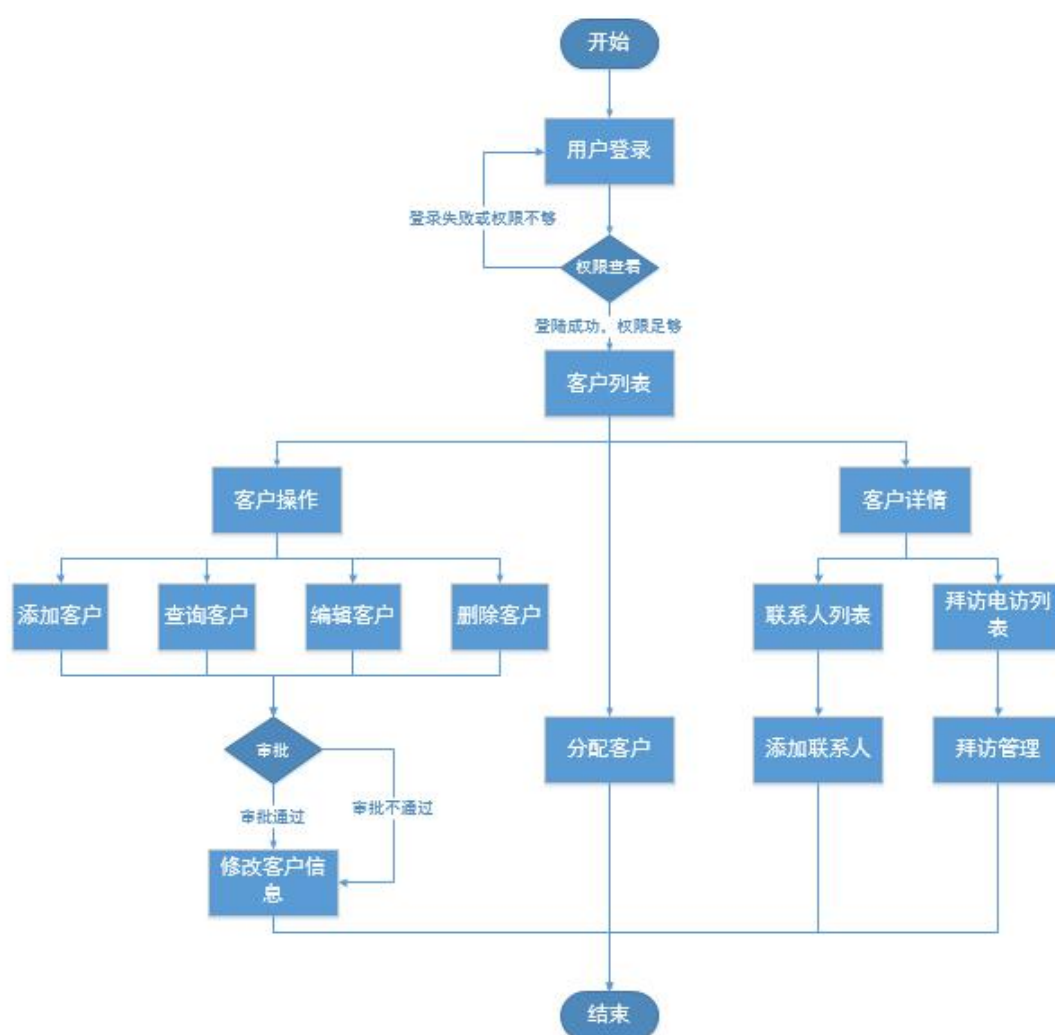 开始
用户登录
登录失败或权限不够
权限查看
登陆成功，权限足够
客户列表
客户操作
客户详情
添加客户
查询客户
编辑客户
删除客户
联系人列表
拜访电访列
表
审批
分配客户
添加联系人
拜访管理
审批通过
审批不通过
修改客户信
息
结束